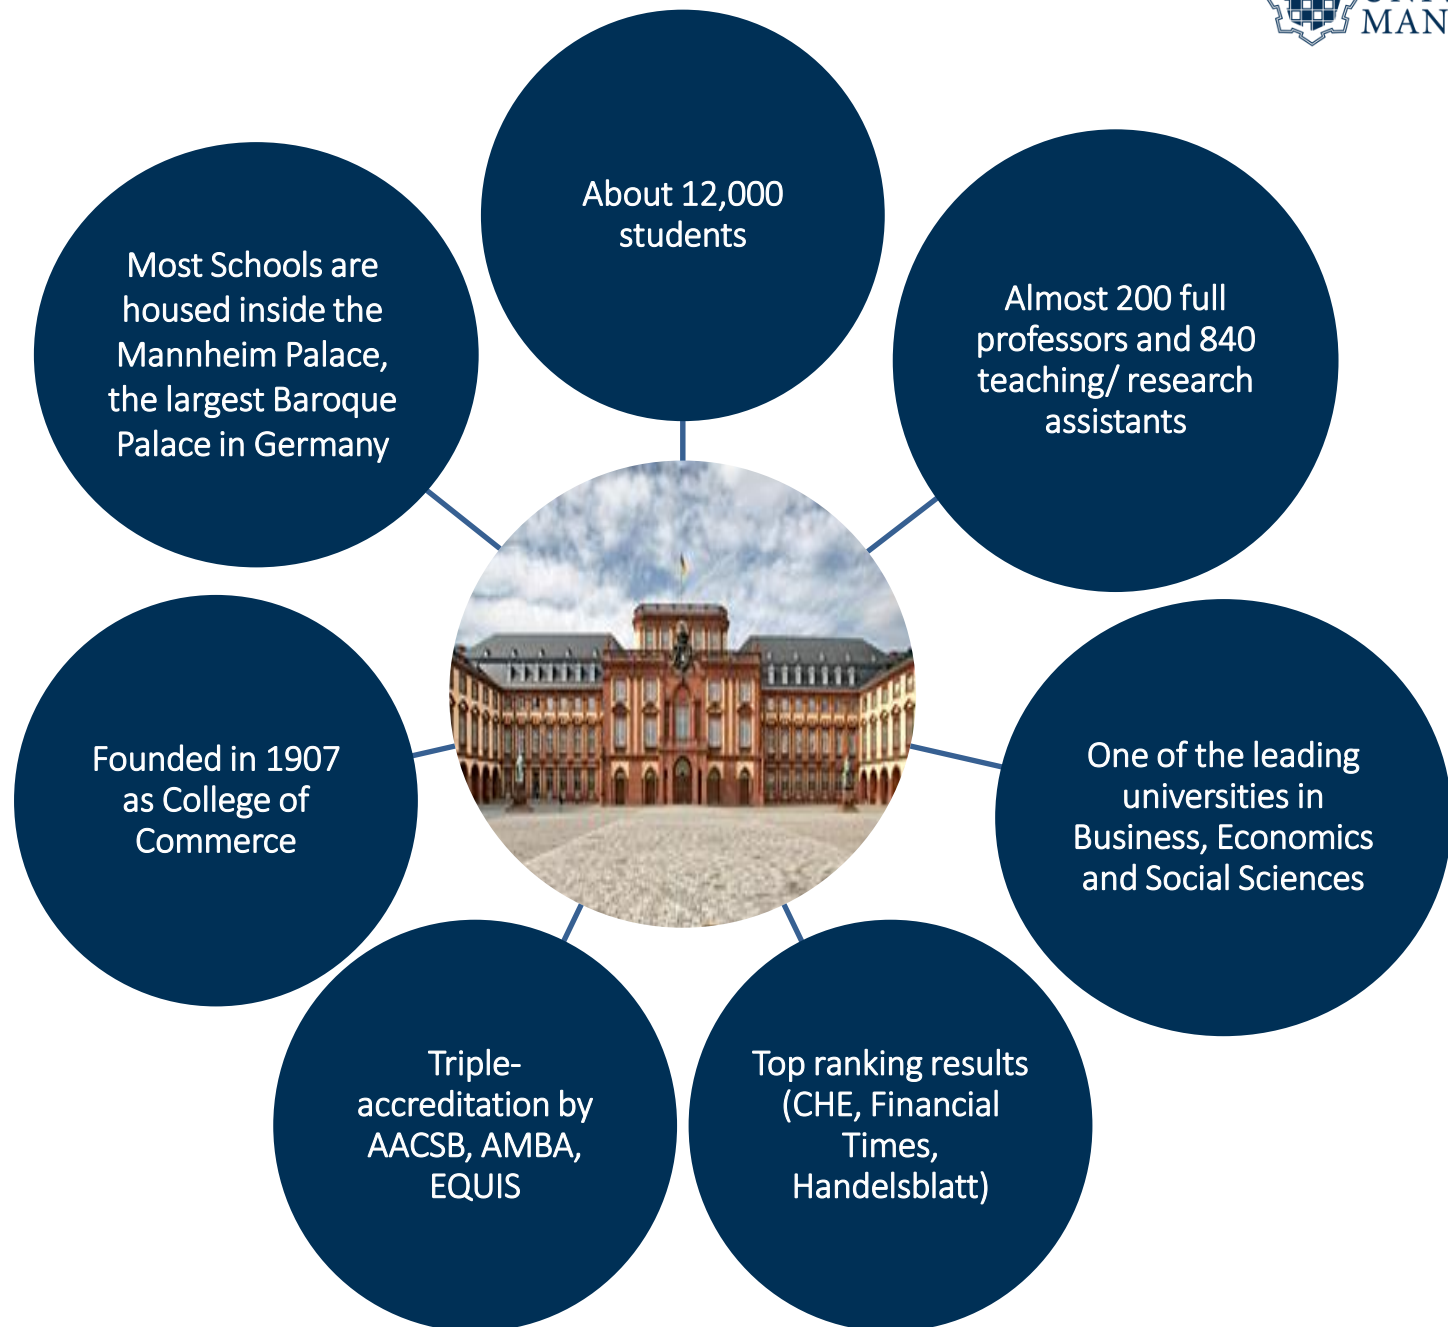 MAN
About 12,000
students
Almost 200 full
professors and 840
teaching/ research
assistants
One of the leading
universities in
Business, Economics
and Social Sciences
Top ranking results
(CHE, Financial
Times,
Handelsblatt)
Triple-
accreditation by
AACSB, AMBA,
EQUIS
Founded in 1907
as College of
Commerce
Most Schools are
housed inside the
Mannheim Palace,
the largest Baroque
Palace in Germany